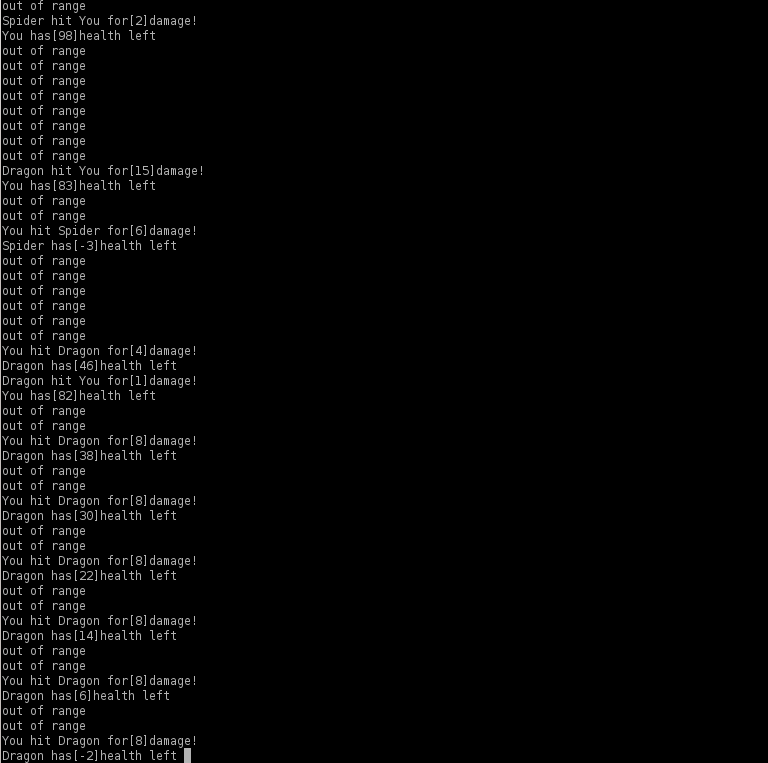 out of range
Spider hit You for[2]damage!
You has[98]health left
out of range
out of range
out of range
out of range
out of range
out of range
out of range
out of range
Dragon hit You for[15]damage!
You has[83]health left
out of range
out of range
You hit Spider for[6]damage!
Spider has[-3]health left
out of range
out of range
out of range
out of range
out of range
out of range
You hit Dragon for[4]damage!
Dragon has[46]health left
Dragon hit You for[1]damage!
You has[82]health left
out of range
out of range
You hit Dragon for[8]damage!
Dragon has[38]health left
out of range
out of range
You hit Dragon for[8]damage!
Dragon has[30]health left
out of range
out of range
You hit Dragon for[8]damage!
Dragon has[22]health left
out of range
out of range
You hit Dragon for[8]damage!
Dragon has[14]health left
out of range
out of range
You hit Dragon for[8]damage!
Dragon has[6]health left
out of range
out of range
You hit Dragon for[8]damage!
Dragon has[-2]health left